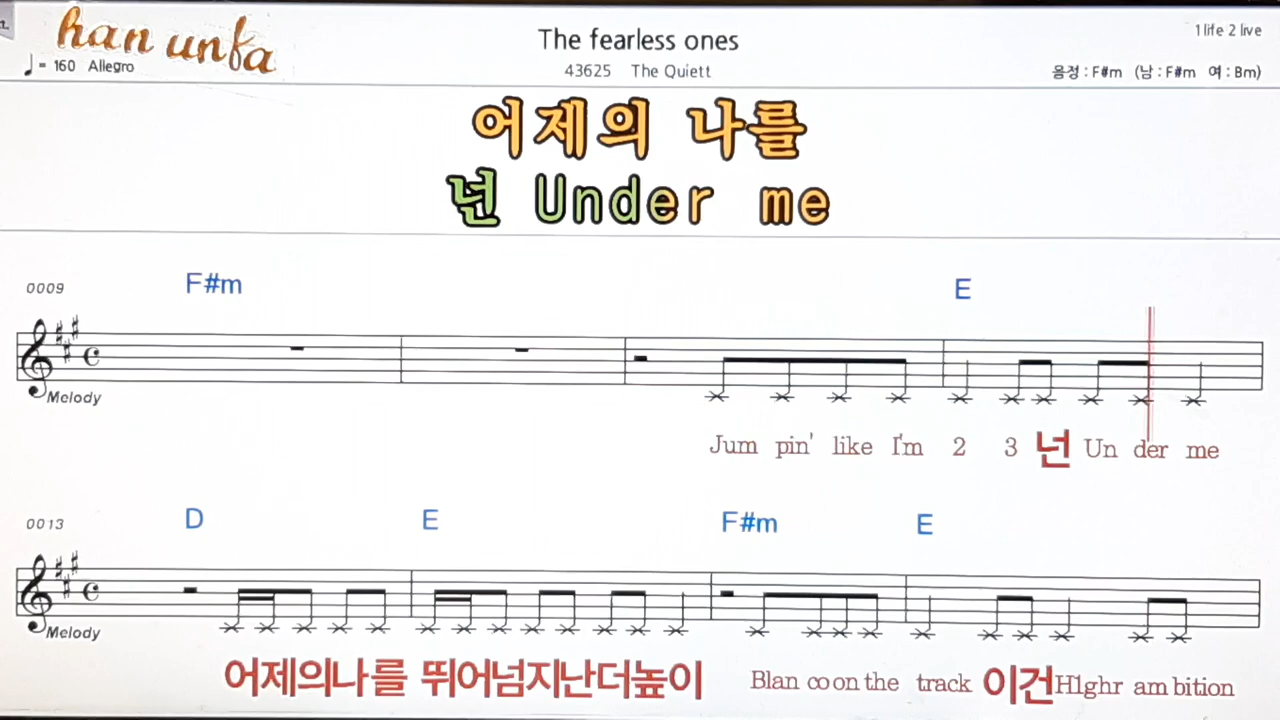 han unfa
The fearless ones
1 life 2 live
♩= 160 Allegro
43625 The Quiett
음정 : F#m (남 : F#m 여 : Bm)
어제의 나를
넌 Under me
0009
F#m E
Melody
Jum pin' like I'm 2 3 넌 Un der me
0013
D E F#m E
Melody
어제의나를 뛰어넘지난더높이 Blan co on the track 이건 H1ghr am bition